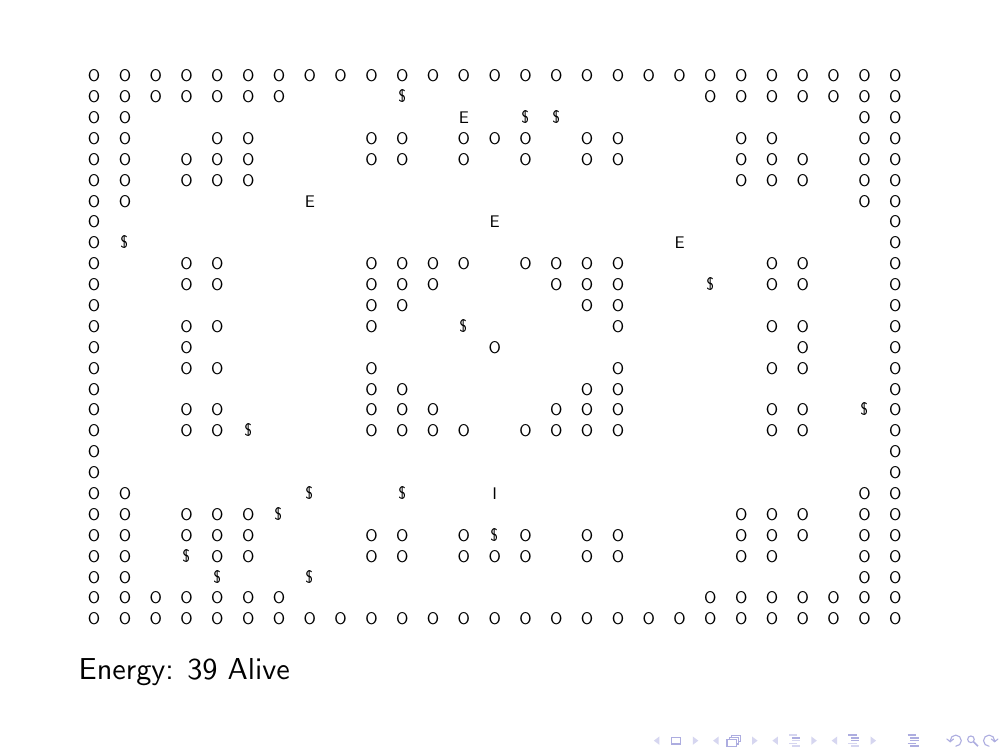 O O O O O O O O O O O O O O O O O O O O O O O O O O O
O O O O O O O $ O O O O O O O
O O E $ $ O O
O O O O O O O O O O O O O O O
O O O O O O O O O O O O O O O O
O O O O O O O O O O
O O E O O
O E O
O $ E O
O O O O O O O O O O O O O O
O O O O O O O O O $ O O O
O O O O O O
O O O O $ O O O O
O O O O O
O O O O O O O O
O O O O O O
O O O O O O O O O O O $ O
O O O $ O O O O O O O O O O O
O O
O O
O O $ $ I O O
O O O O O $ O O O O O
O O O O O O O O $ O O O O O O O O
O O $ O O O O O O O O O O O O O
O O $ $ O O
O O O O O O O O O O O O O O
O O O O O O O O O O O O O O O O O O O O O O O O O O O
Energy: 39 Alive